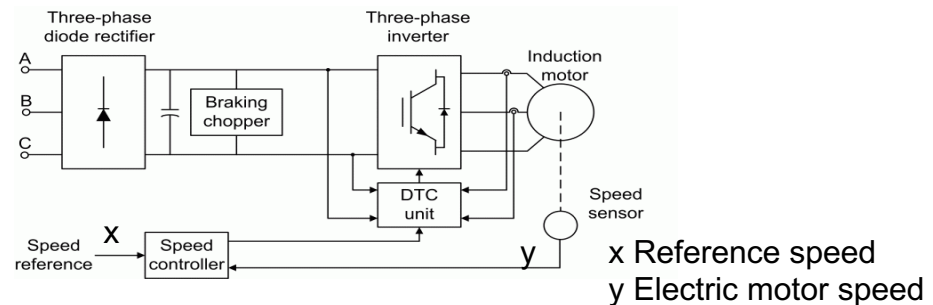 Three-phase
diode rectifier
Three-phase
inverter
Induction
motor
A
B
C
Braking
chopper
DTC
unit
Speed
sensor
Speed
reference
x
Speed
controller
y
x Reference speed
y Electric motor speed